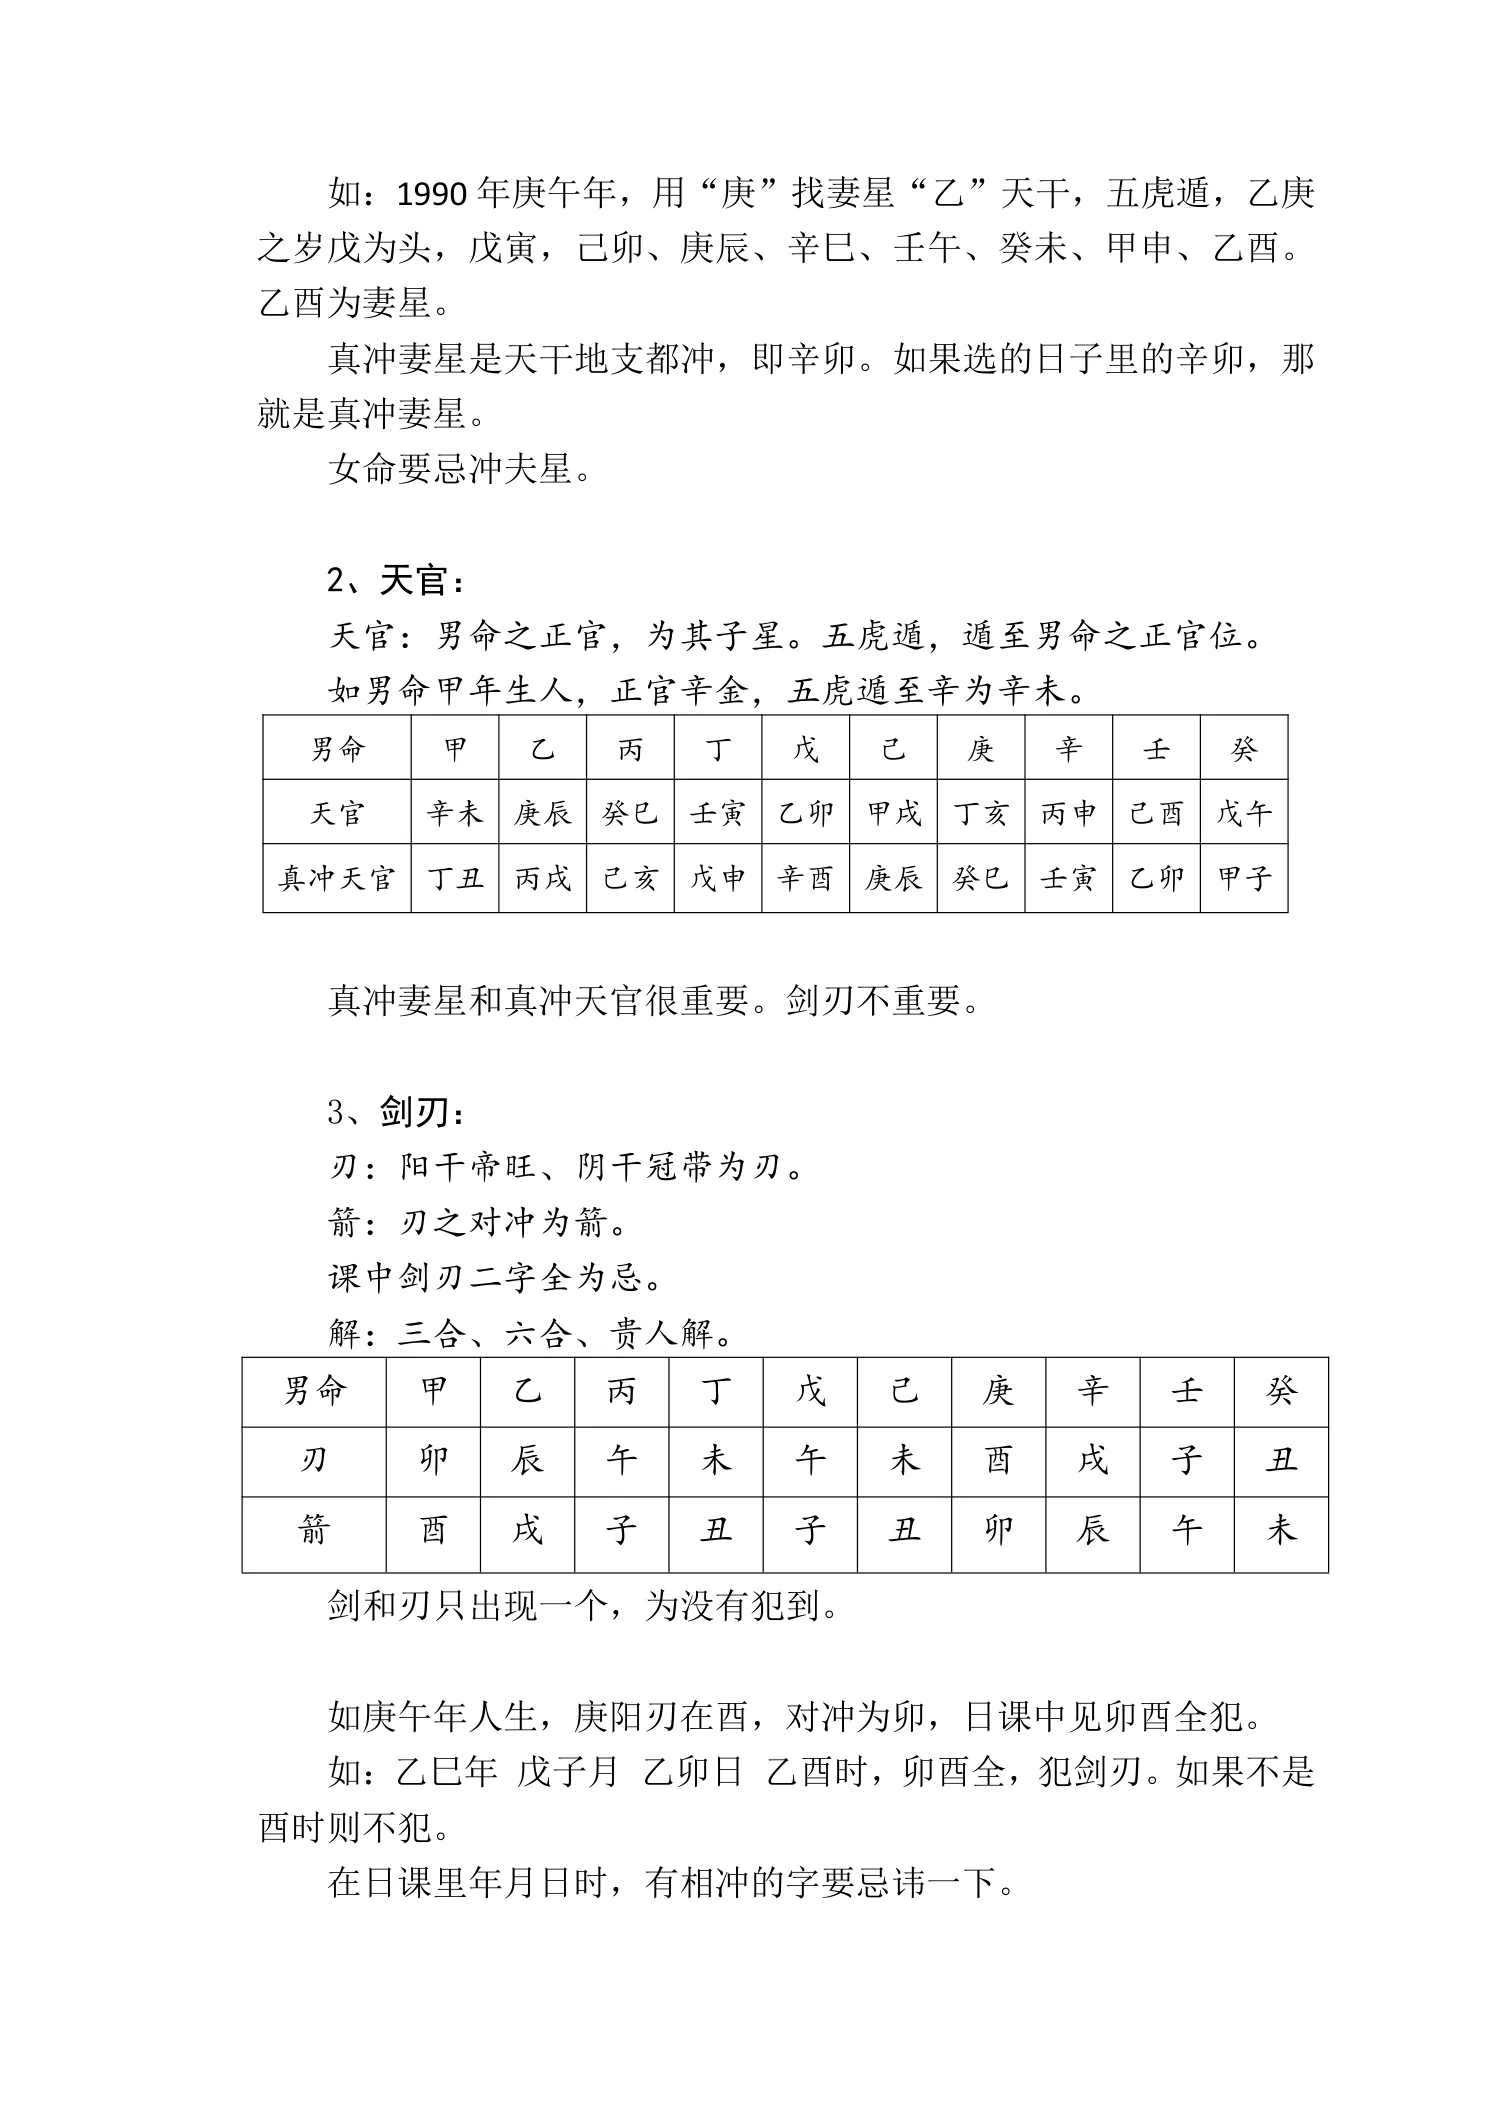 如：1990年庚午年，用“庚”找妻星“乙”天干，五虎遁，乙庚
之岁戊为头，戊寅，己卯、庚辰、辛巳、壬午、癸未、甲申、乙酉。
乙酉为妻星。
真冲妻星是天干地支都冲，即辛卯。如果选的日子里的辛卯，那
就是真冲妻星。
女命要忌冲夫星。
2、天官：
天官：男命之正官，为其子星。五虎遁，遁至男命之正官位。
如男命甲年生人，正官辛金，五虎遁至辛为辛未。
男命 甲 乙 丙 丁 戊 己 庚 辛 壬 癸
天官 辛未 庚辰 癸巳 壬寅 乙卯 甲戌 丁亥 丙申 己酉 戊午
真冲天官 丁丑 丙戌 己亥 戊申 辛酉 庚辰 癸巳 壬寅 乙卯 甲子
真冲妻星和真冲天官很重要。剑刃不重要。
3、剑刃：
刃：阳干帝旺、阴干冠带为刃。
箭：刃之对冲为箭。
课中剑刃二字全为忌。
解：三合、六合、贵人解。
男命 甲 乙 丙 丁 戊 己 庚 辛 壬 癸
刃 卯 辰 午 未 午 未 酉 戌 子 丑
箭 酉 戌 子 丑 子 丑 卯 辰 午 未
剑和刃只出现一个，为没有犯到。
如庚午年人生，庚阳刃在酉，对冲为卯，日课中见卯酉全犯。
如：乙巳年 戊子月 乙卯日 乙酉时，卯酉全，犯剑刃。如果不是
酉时则不犯。
在日课里年月日时，有相冲的字要忌讳一下。